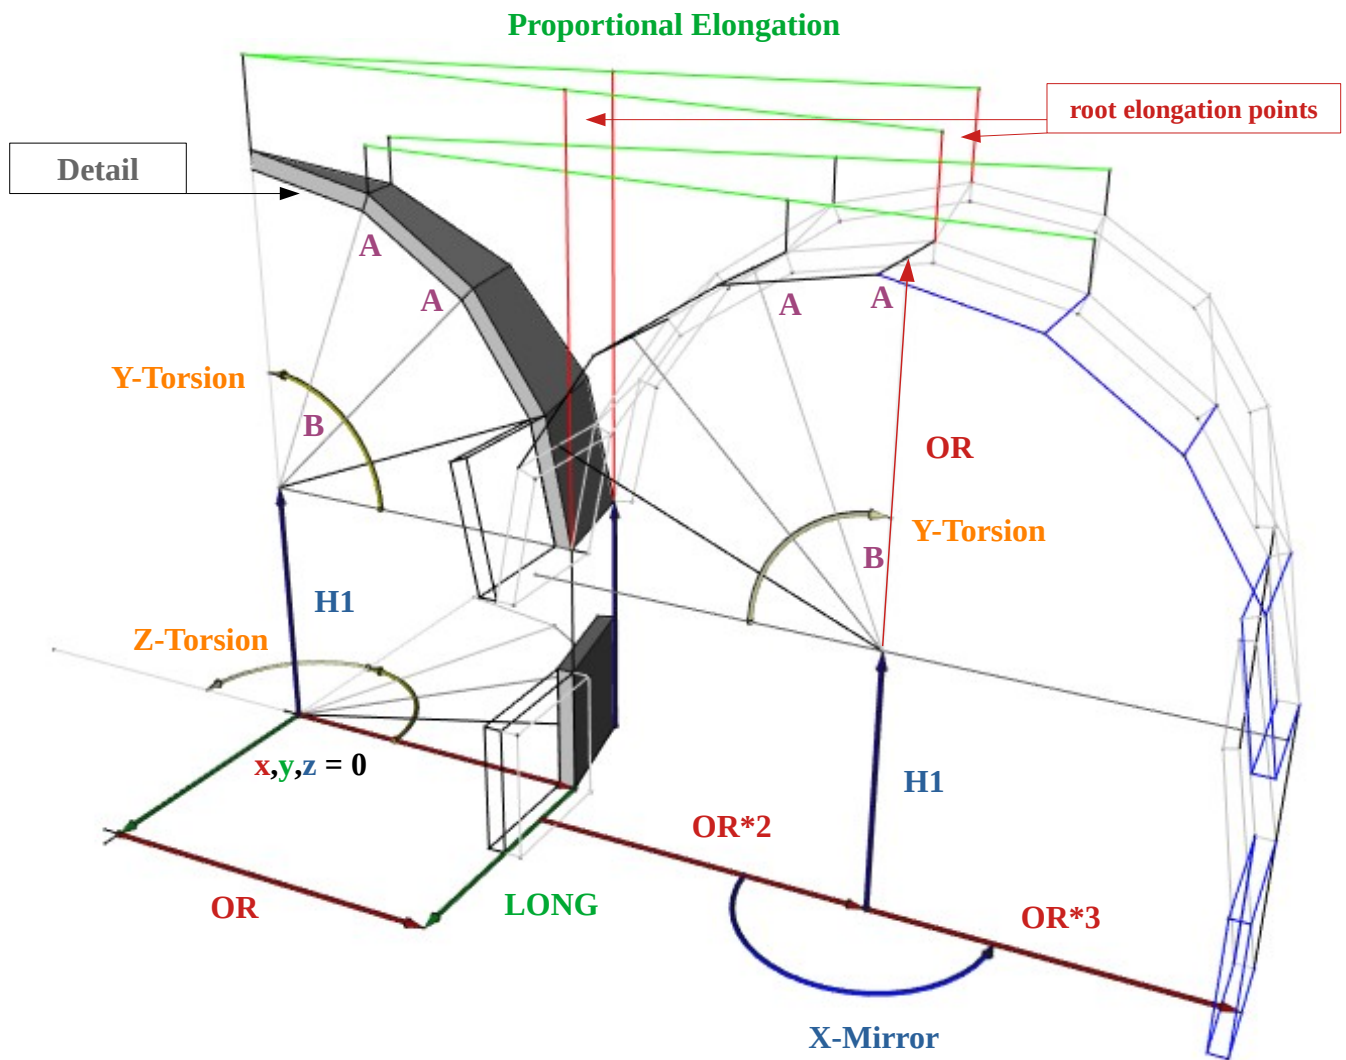 Proportional Elongation
root elongation points
Detail
A
A
A
A
Y-Torsion
B
OR
Y-Torsion
B
H1
Z-Torsion
x,y,z = 0
H1
OR*2
OR
LONG
OR*3
X-Mirror